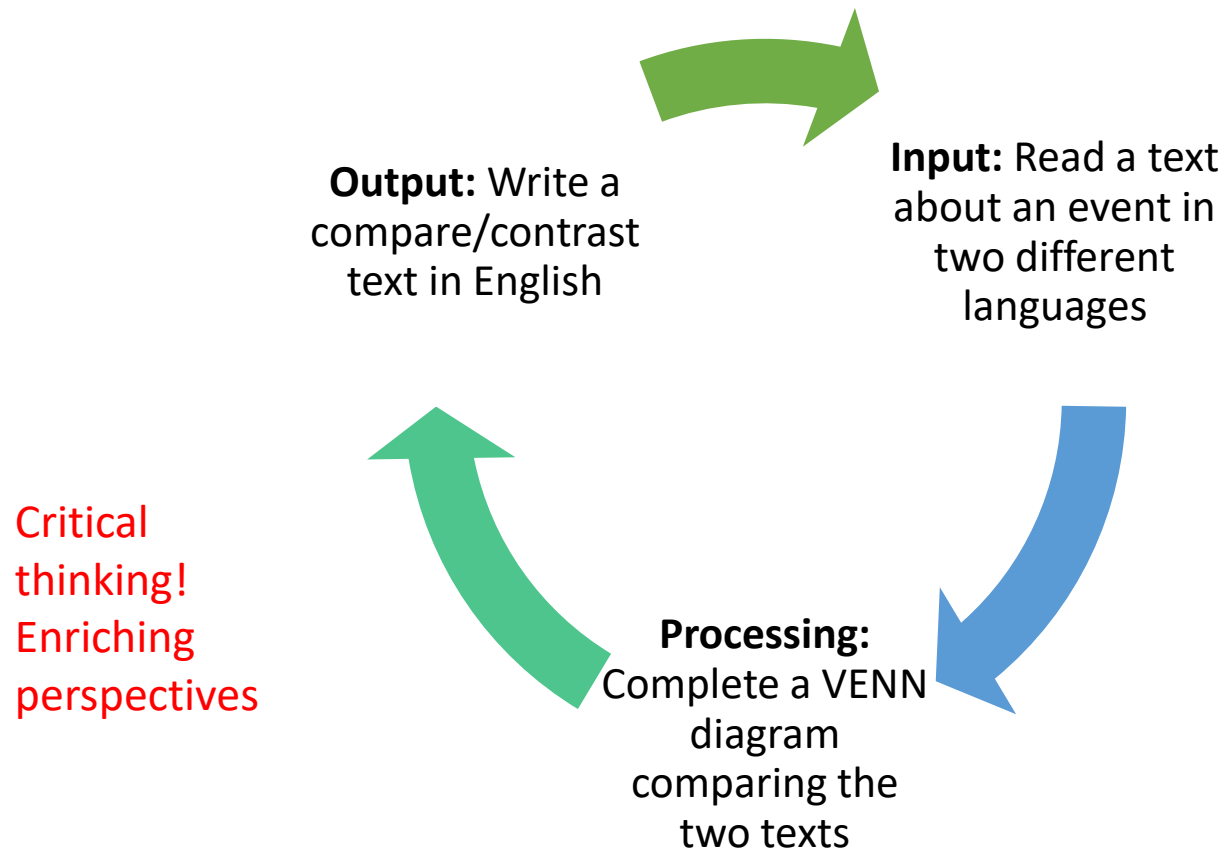 Output: Write a
compare/contrast
text in English
Input: Read a text
about an event in
two different
languages
Critical
thinking!
Enriching
perspectives
Processing:
Complete a VENN
diagram
comparing the
two texts